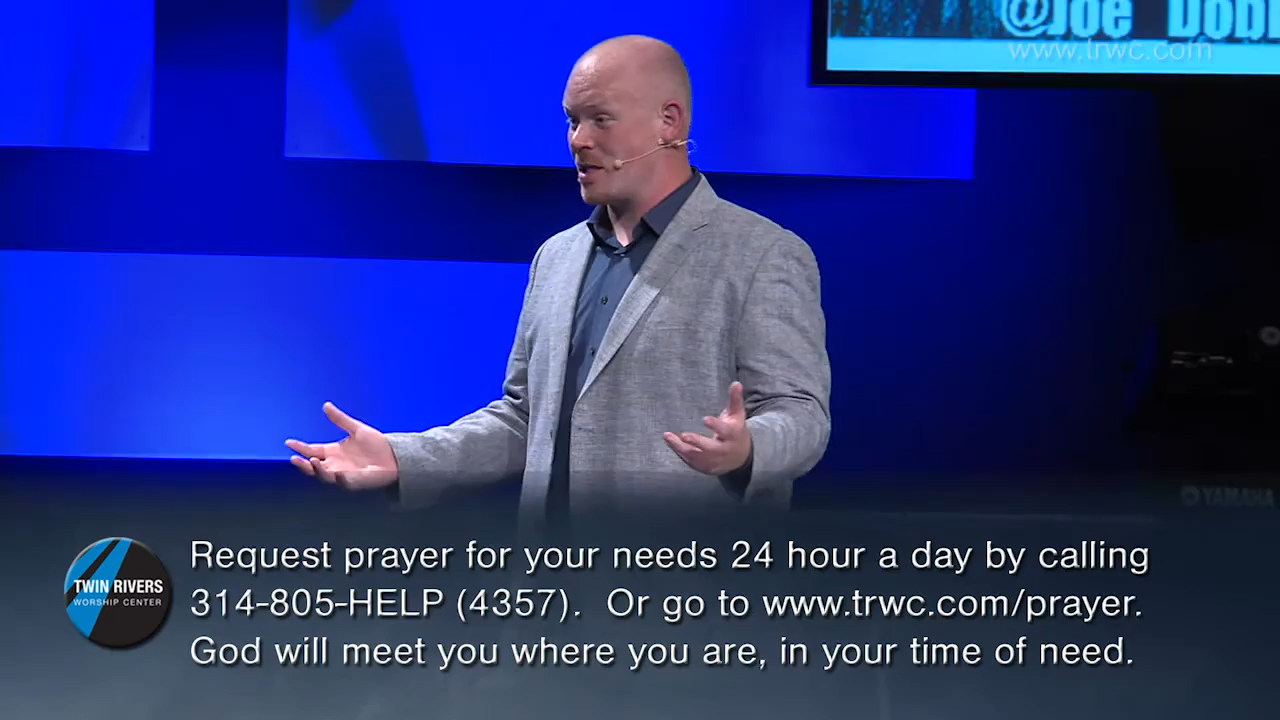 @Joe Dobb
www.trwc.com
YAMAHA
TWIN RIVERS
WORSHIP CENTER
Request prayer for your needs 24 hour a day by calling
314-805-HELP (4357). Or go to www.trwc.com/prayer.
God will meet you where you are, in your time of need.